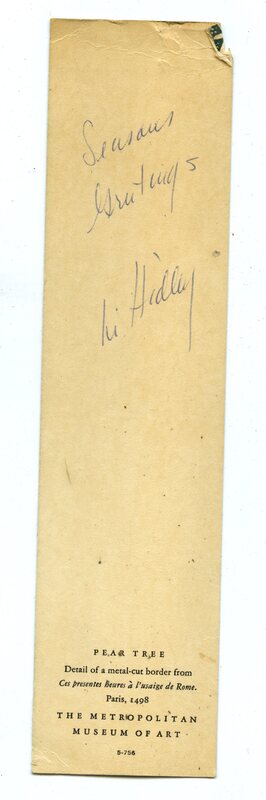 Seasons
Greetings
M. Hidley
PEAR TREE
Detail of a metal-cut border from
Ces presentes heures à l'usaige de Rome.
Paris, 1498
THE METROPOLITAN
MUSEUM OF ART
S-756